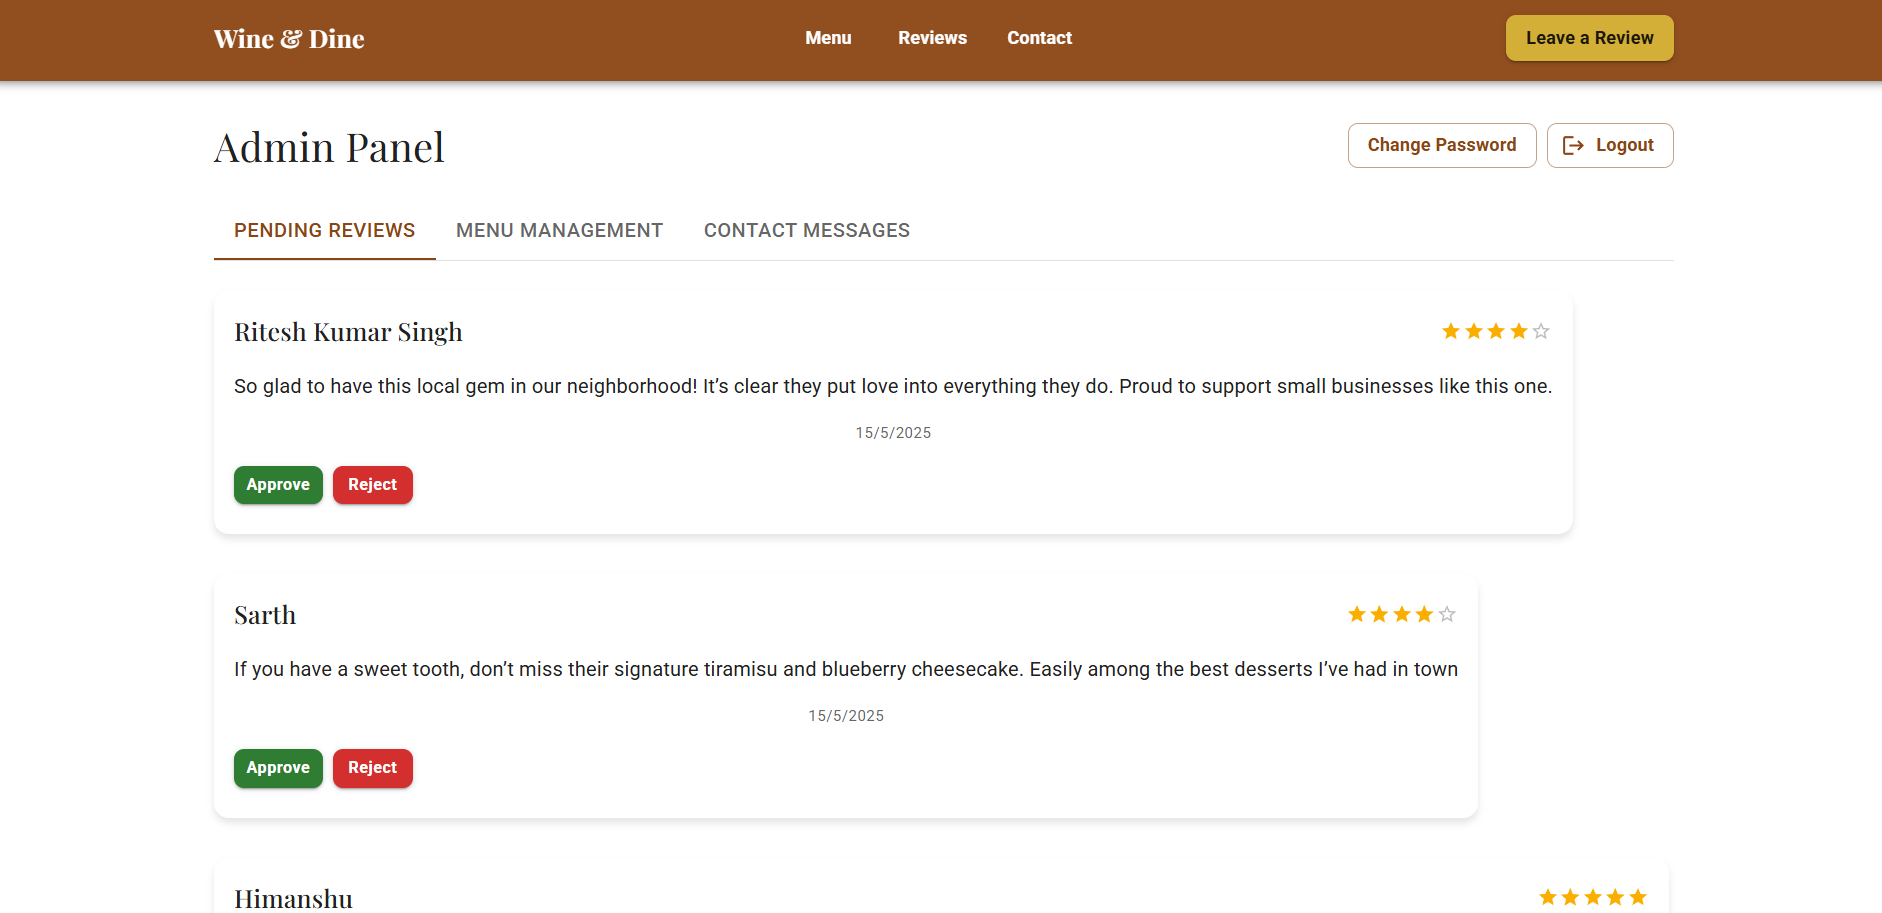 Wine & Dine
Menu
Reviews
Contact
Leave a Review
Admin Panel
Change Password
Logout
PENDING REVIEWS
MENU MANAGEMENT
CONTACT MESSAGES
Ritesh Kumar Singh
So glad to have this local gem in our neighborhood! It’s clear they put love into everything they do. Proud to support small businesses like this one.
15/5/2025
Approve
Reject
Sarth
If you have a sweet tooth, don’t miss their signature tiramisu and blueberry cheesecake. Easily among the best desserts I’ve had in town
15/5/2025
Approve
Reject
Himanshu